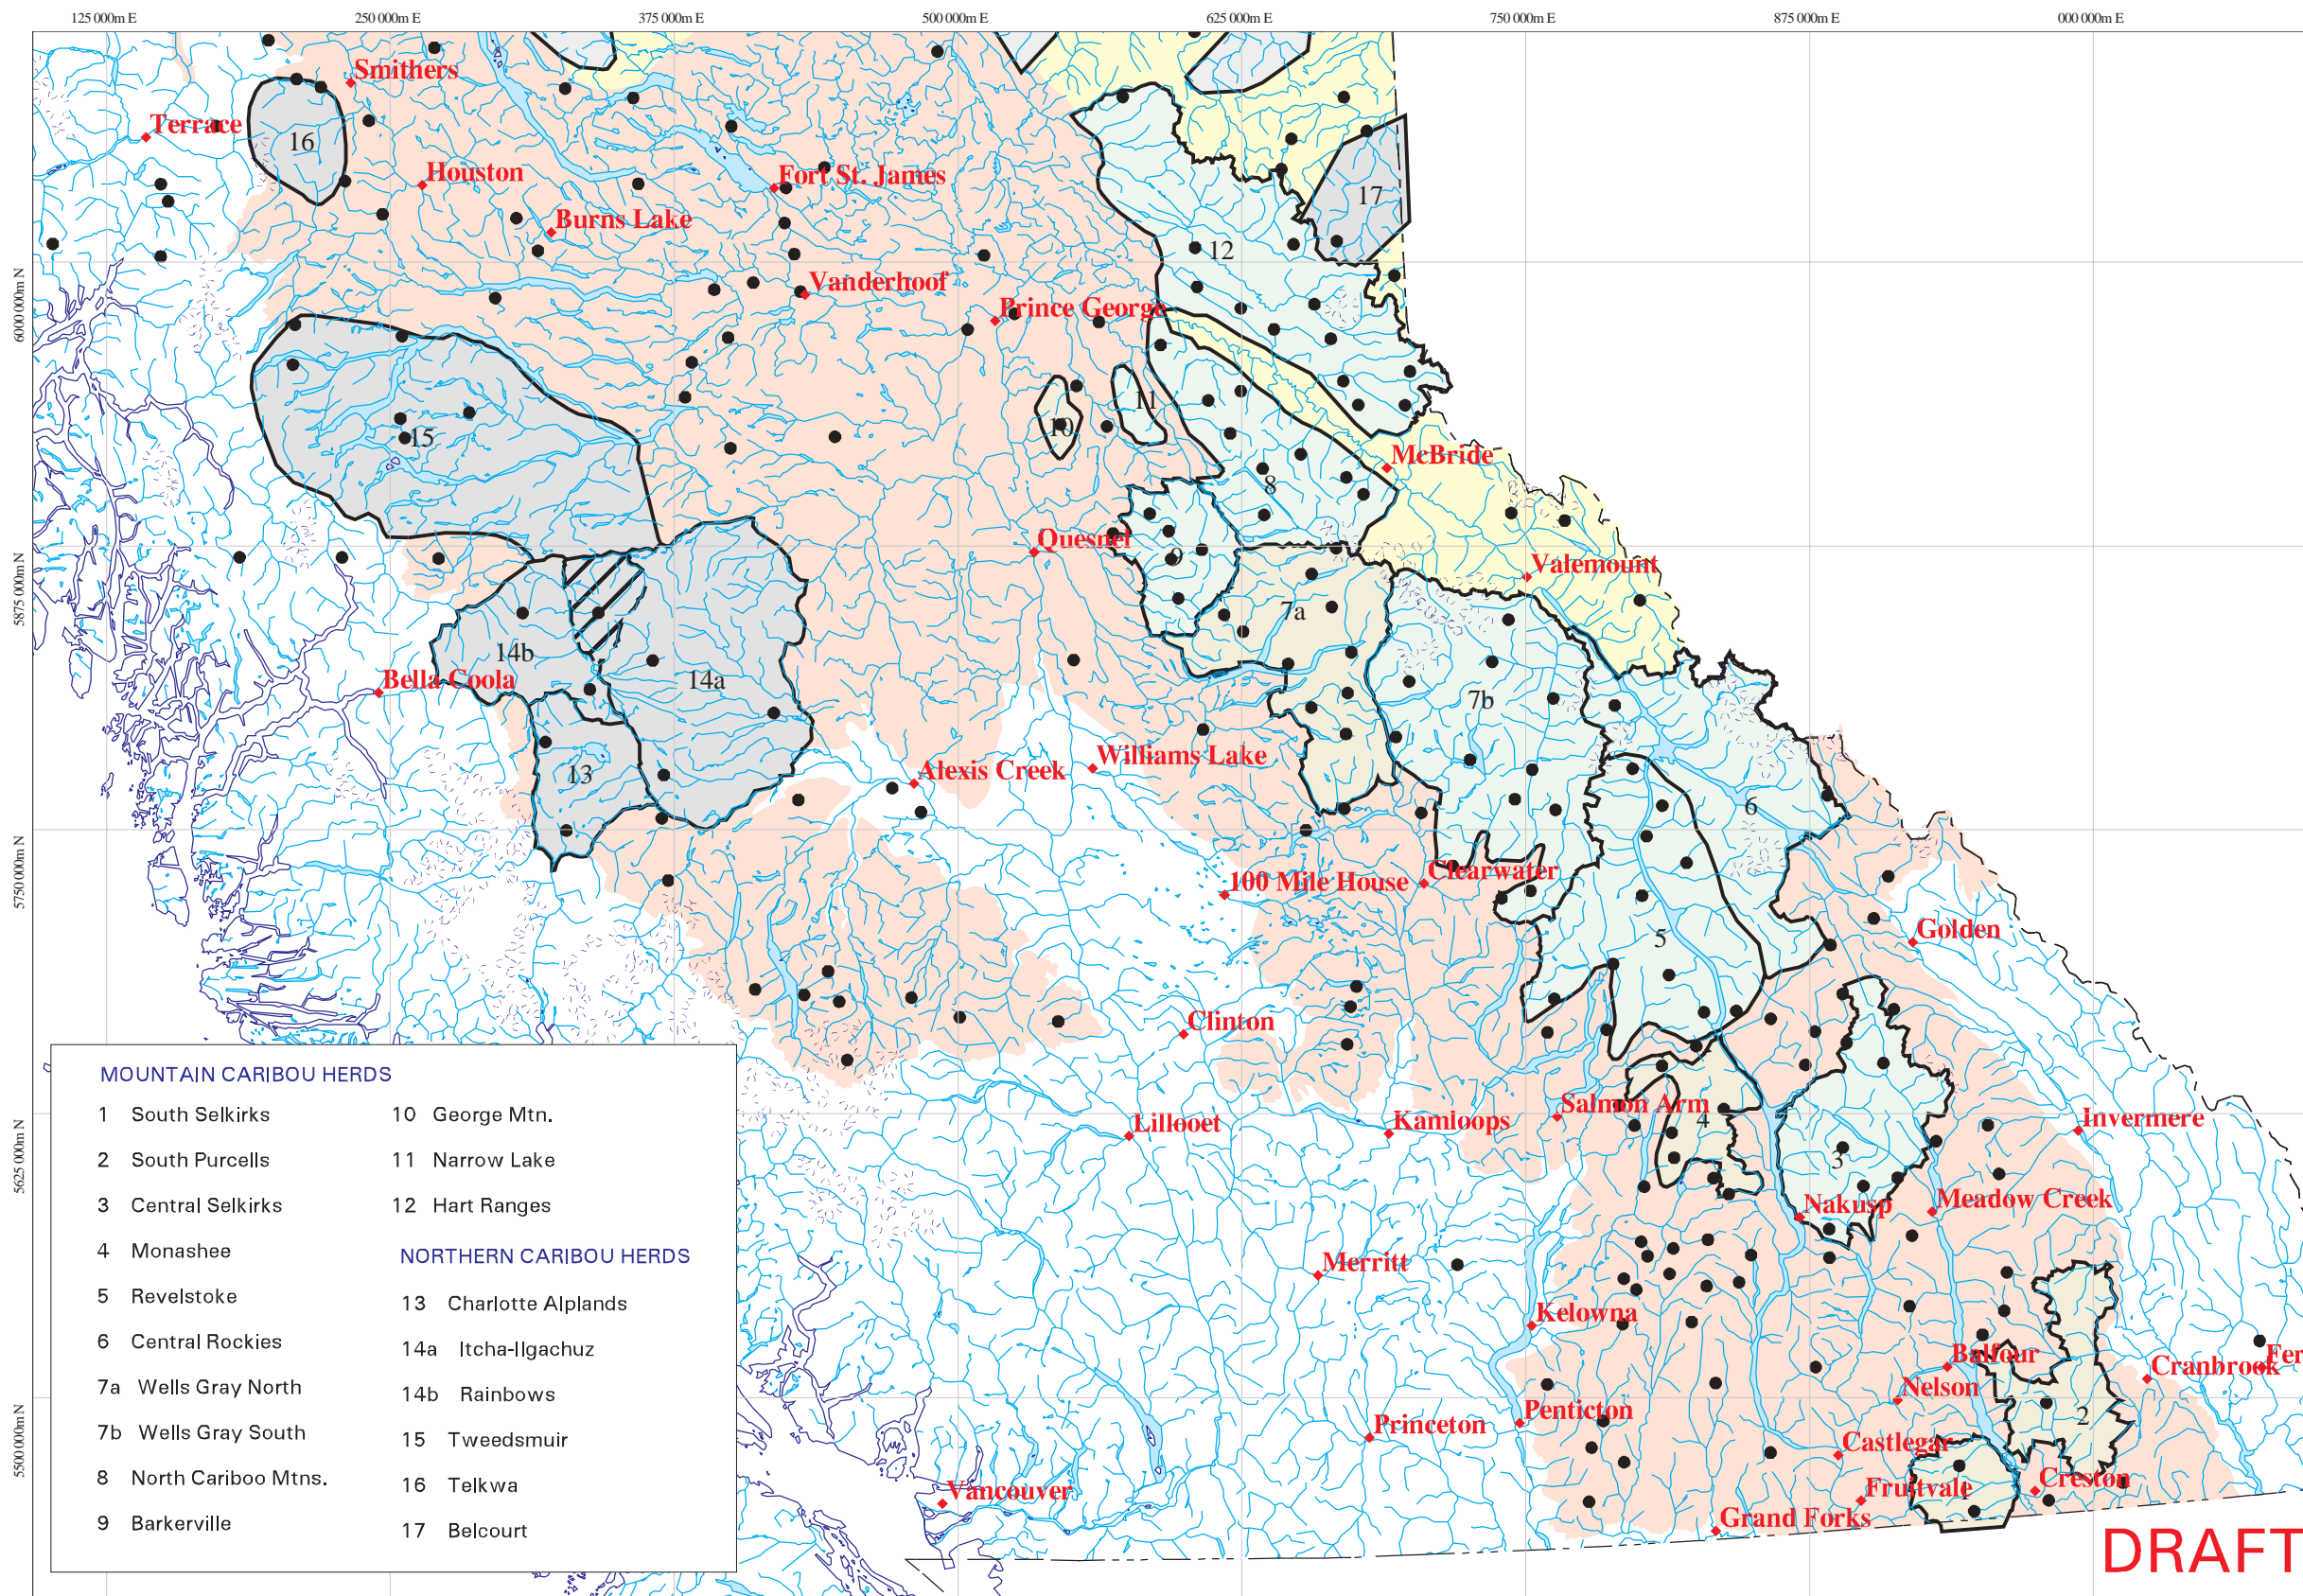 125 000m E
250 000m E
375 000m E
500 000m E
625 000m E
750 000m E
875 000m E
000 000m E
6000 000m N
5875 000m N
5750 000m N
5625 000m N
5500 000m N
Smithers
Terrace
16
Houston
Fort St. James
17
Burns Lake
12
Vanderhoof
Prince George
11
10
15
McBride
8
Quesnel
9
Valemount
7a
14b
14a
Bella Coola
7b
Williams Lake
Alexis Creek
13
6
Clearwater
100 Mile House
Golden
5
Clinton
Salmon Arm
Lillooet
Kamloops
4
Invermere
3
Nakusp
Meadow Creek
Merritt
Kelowna
Balfour
Fer
Cranbrook
Nelson
2
Penticton
Princeton
Castlegar
Creston
Fruitvale
1
Vancouver
Grand Forks
DRAFT
MOUNTAIN CARIBOU HERDS
1 South Selkirks
2 South Purcells
3 Central Selkirks
4 Monashee
5 Revelstoke
6 Central Rockies
7a Wells Gray North
7b Wells Gray South
8 North Cariboo Mtns.
9 Barkerville
10 George Mtn.
11 Narrow Lake
12 Hart Ranges
NORTHERN CARIBOU HERDS
13 Charlotte Alplands
14a Itcha-Ilgachuz
14b Rainbows
15 Tweedsmuir
16 Telkwa
17 Belcourt